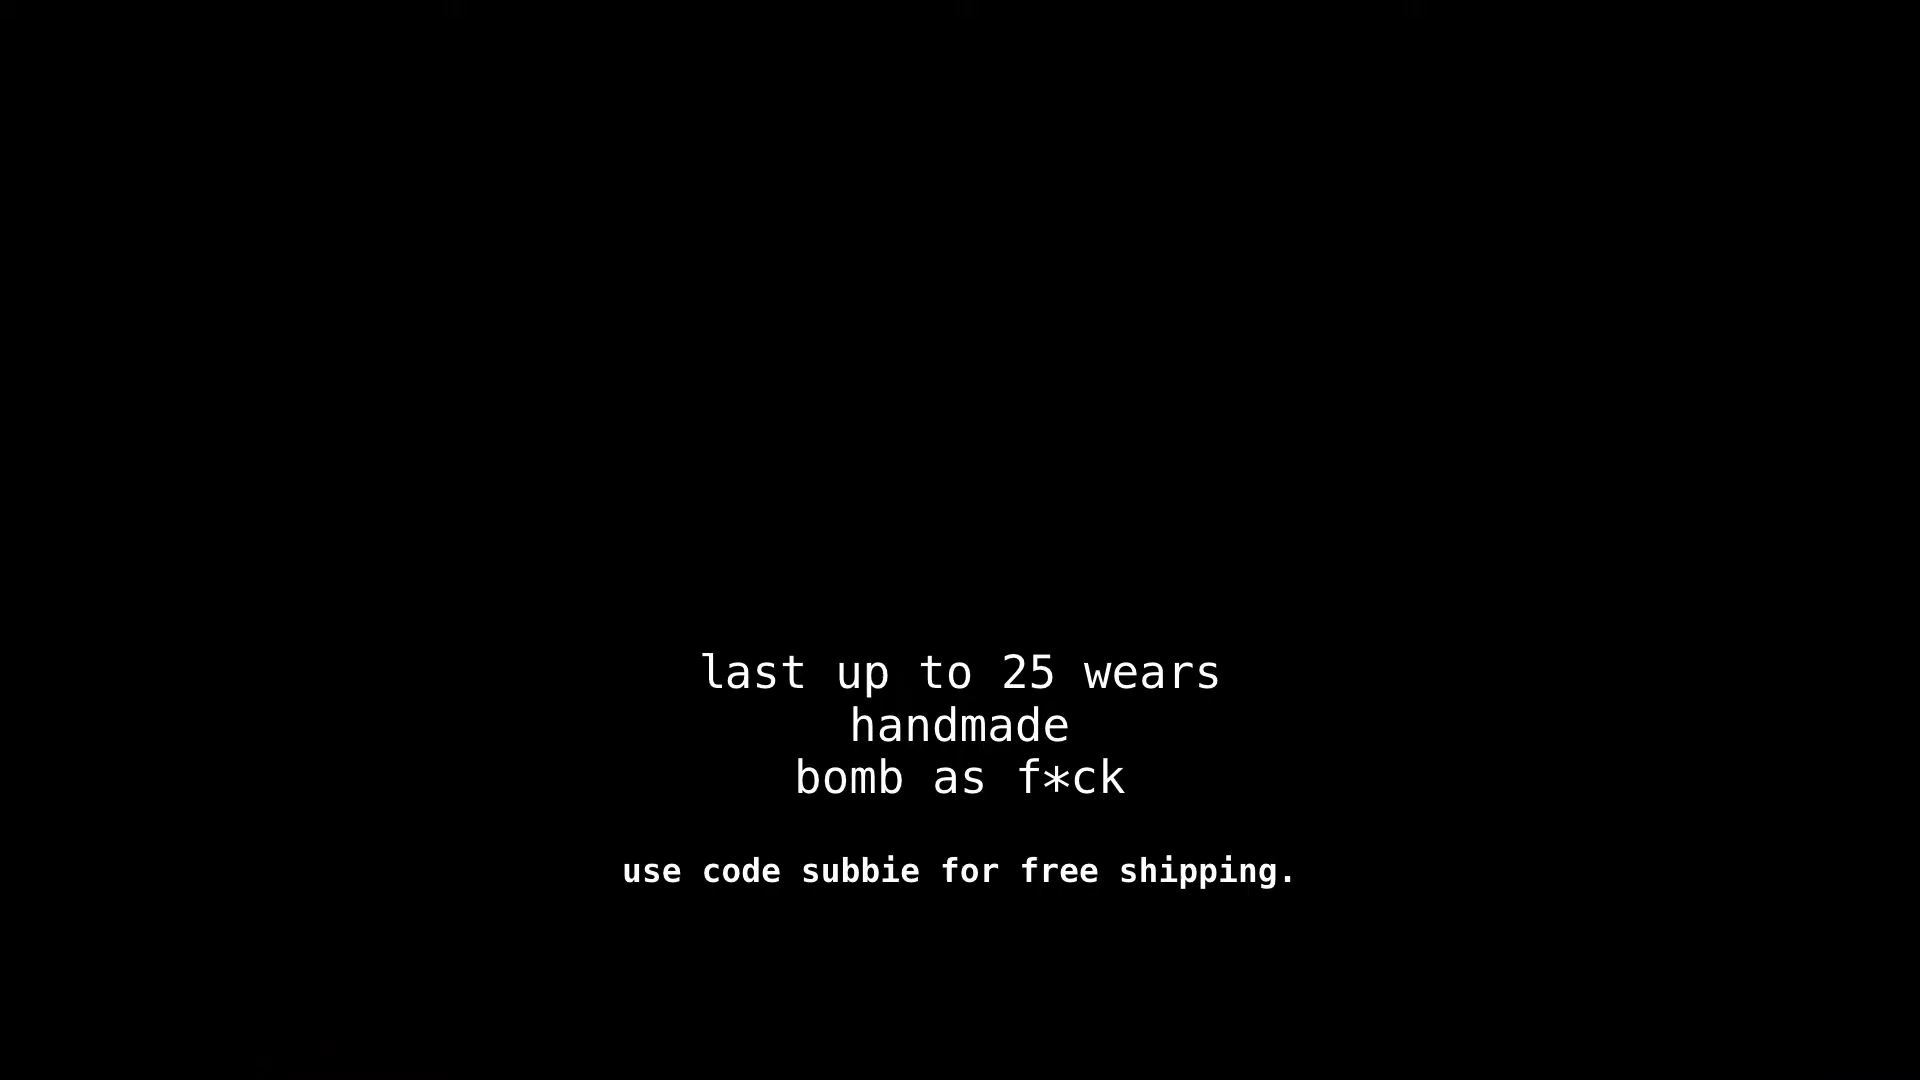 last up to 25 wears
handmade
bomb as f*ck
use code subbie for free shipping.